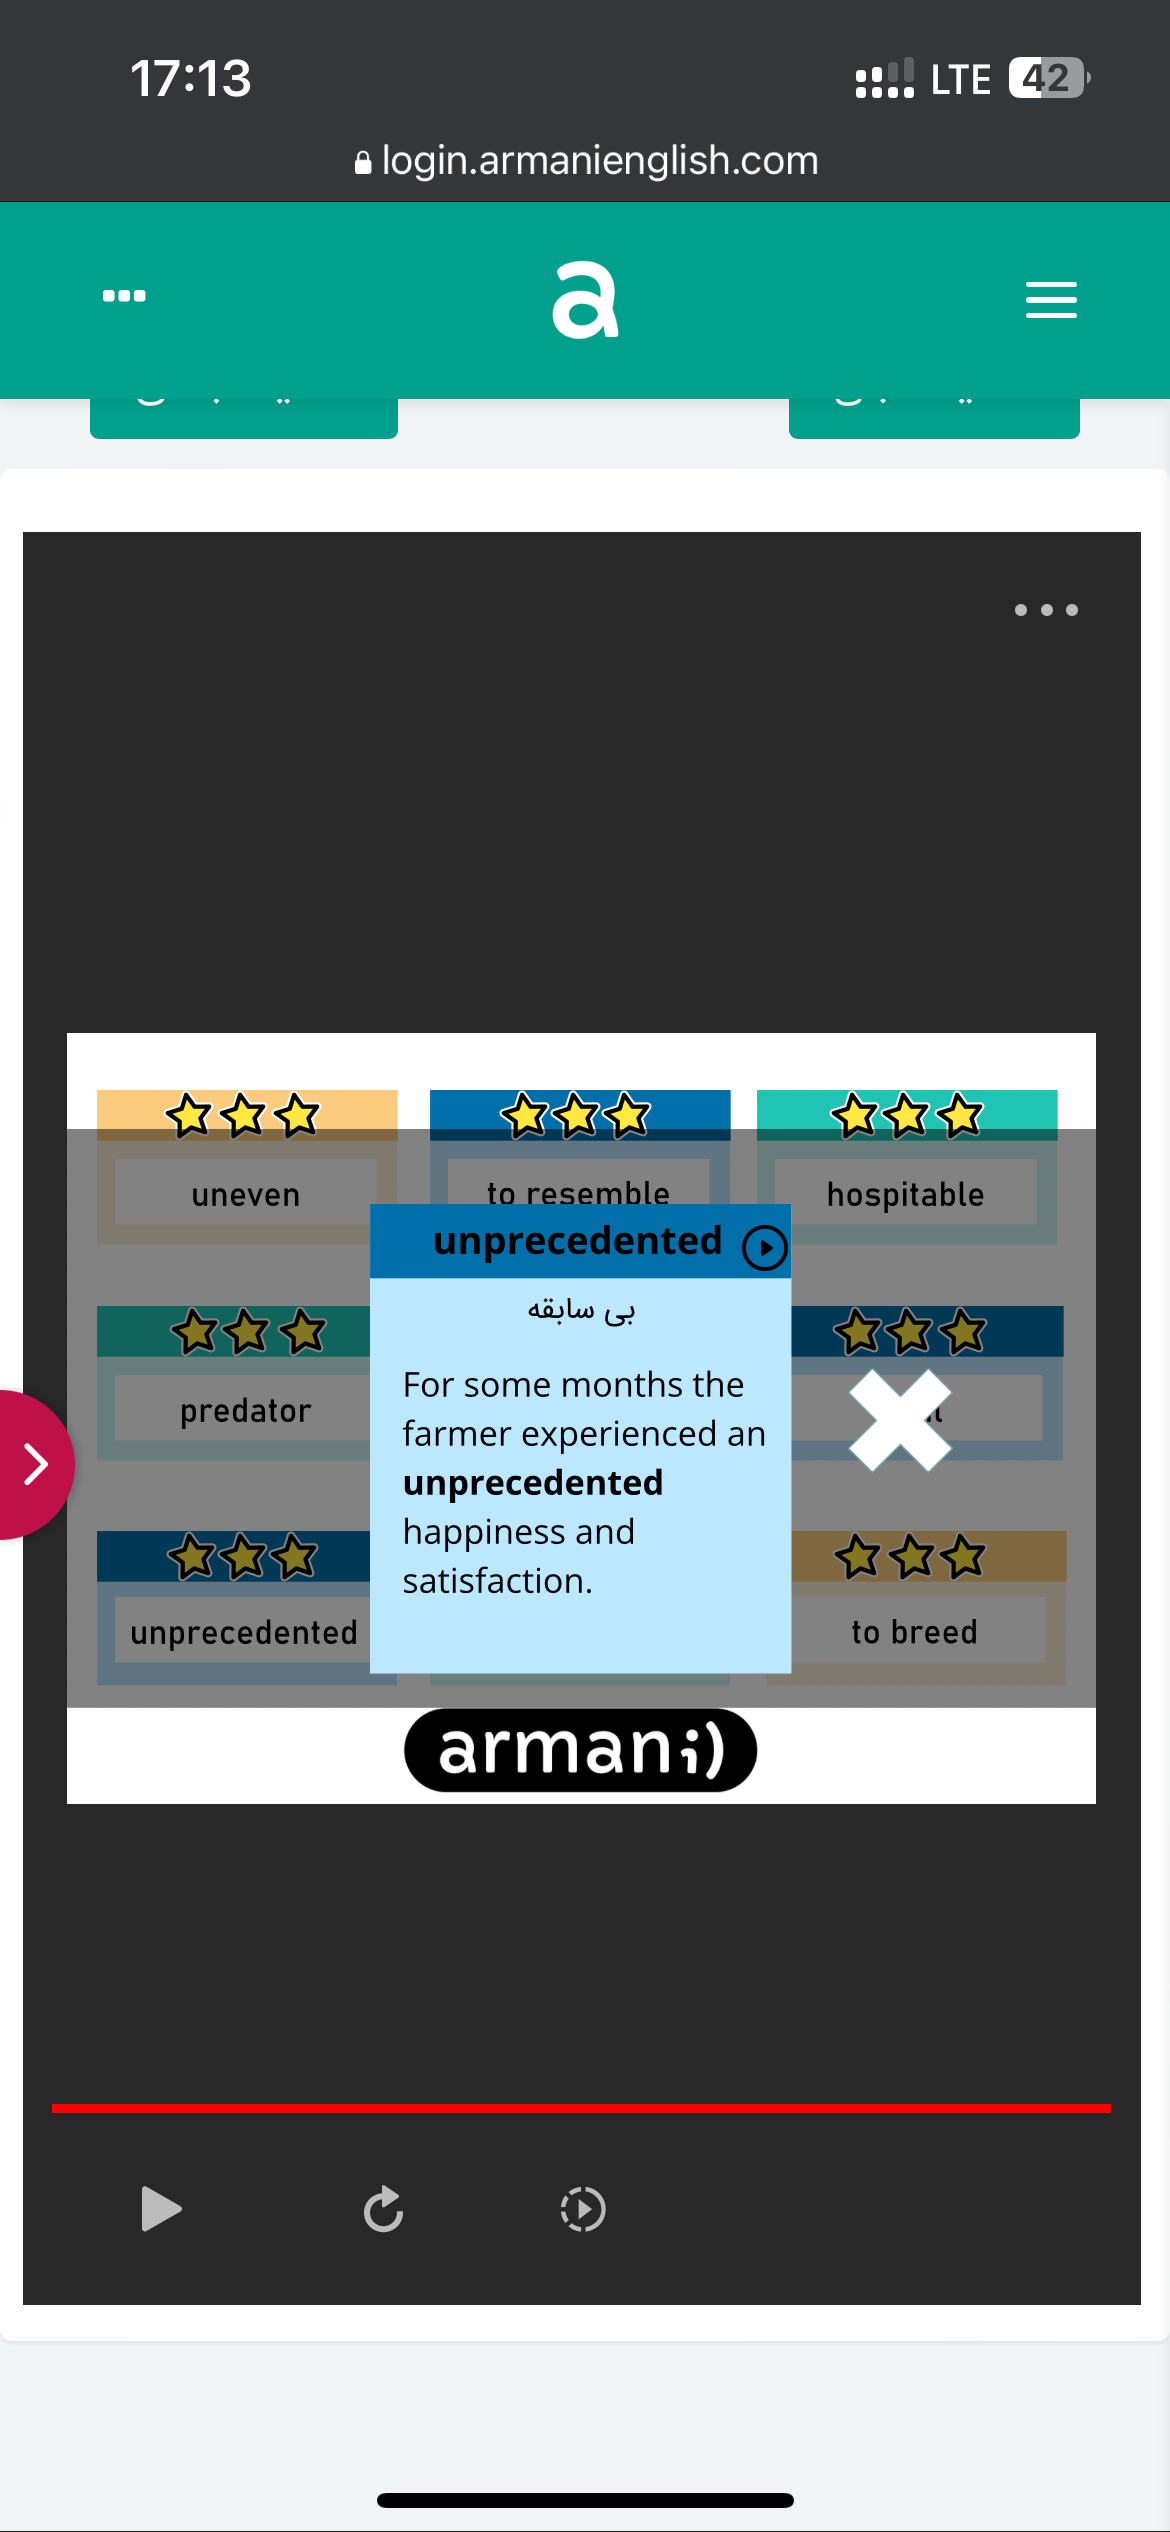 17:13
LTE 42
login.armanienglish.com
a
uneven
to resemble
hospitable
unprecedented
بی سابقه
For some months the
farmer experienced an
unprecedented
happiness and
satisfaction.
predator
unprecedented
to breed
armani)